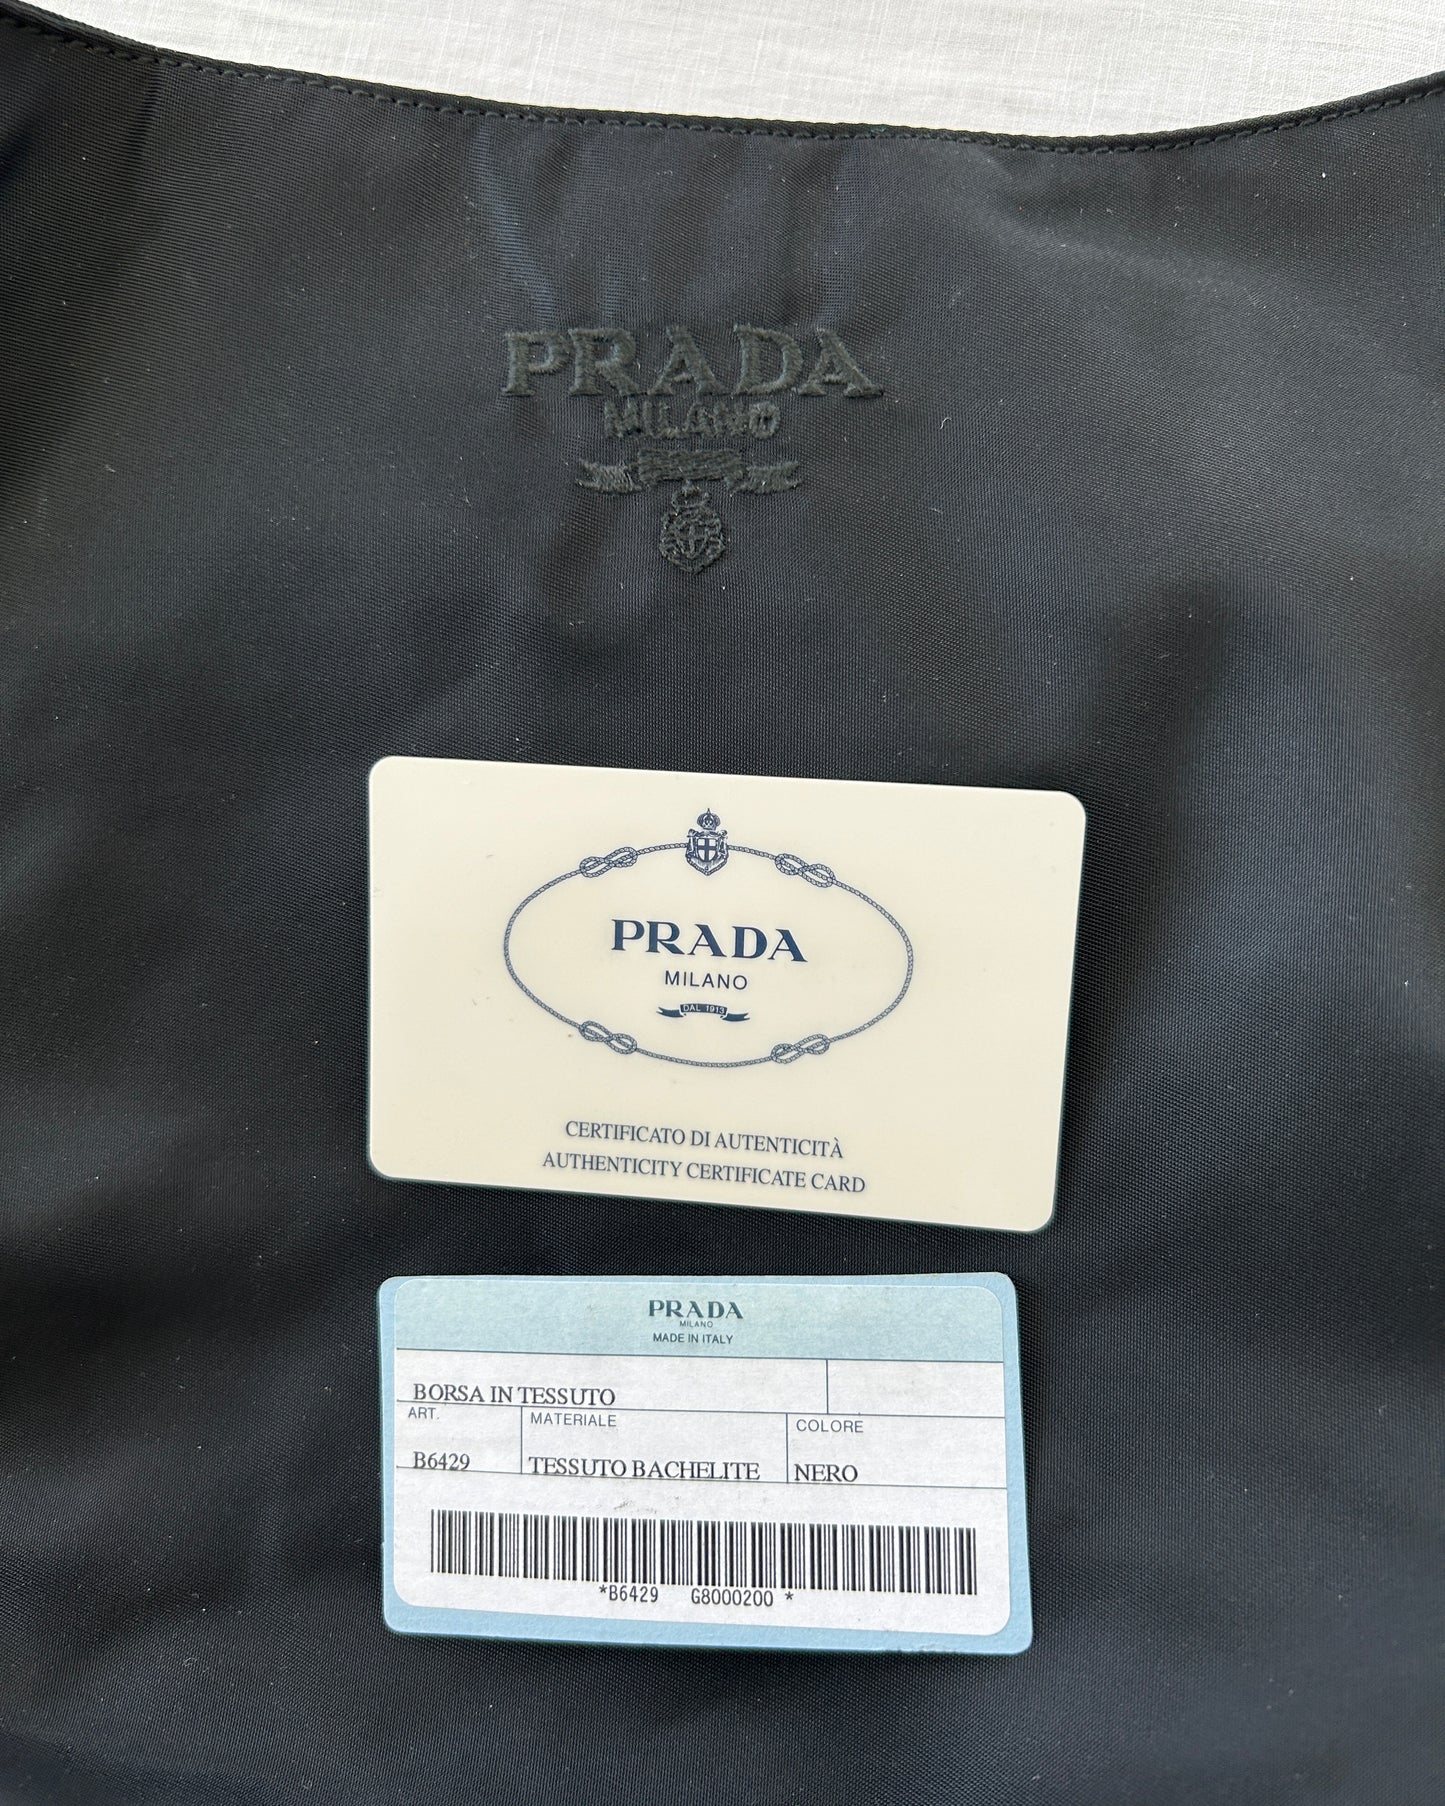 PRADA
MILANO
PRADA
MILANO
DAL 1913
CERTIFICATO DI AUTENTICITÀ
AUTHENTICITY CERTIFICATE CARD
PRADA
MILANO
MADE IN ITALY
BORSA IN TESSUTO
ART. MATERIALE COLORE
B6429 TESSUTO BACHELITE NERO
*B6429 G8000200 *